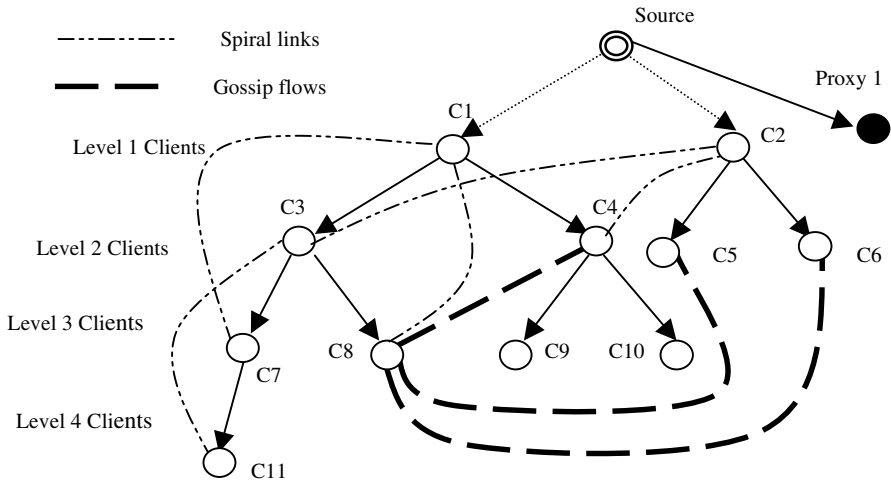 Source
Spiral links
Proxy 1
Gossip flows
C1
C2
Level 1 Clients
C3
C4
Level 2 Clients
C5
C6
Level 3 Clients
C8
C9
C10
C7
Level 4 Clients
C11